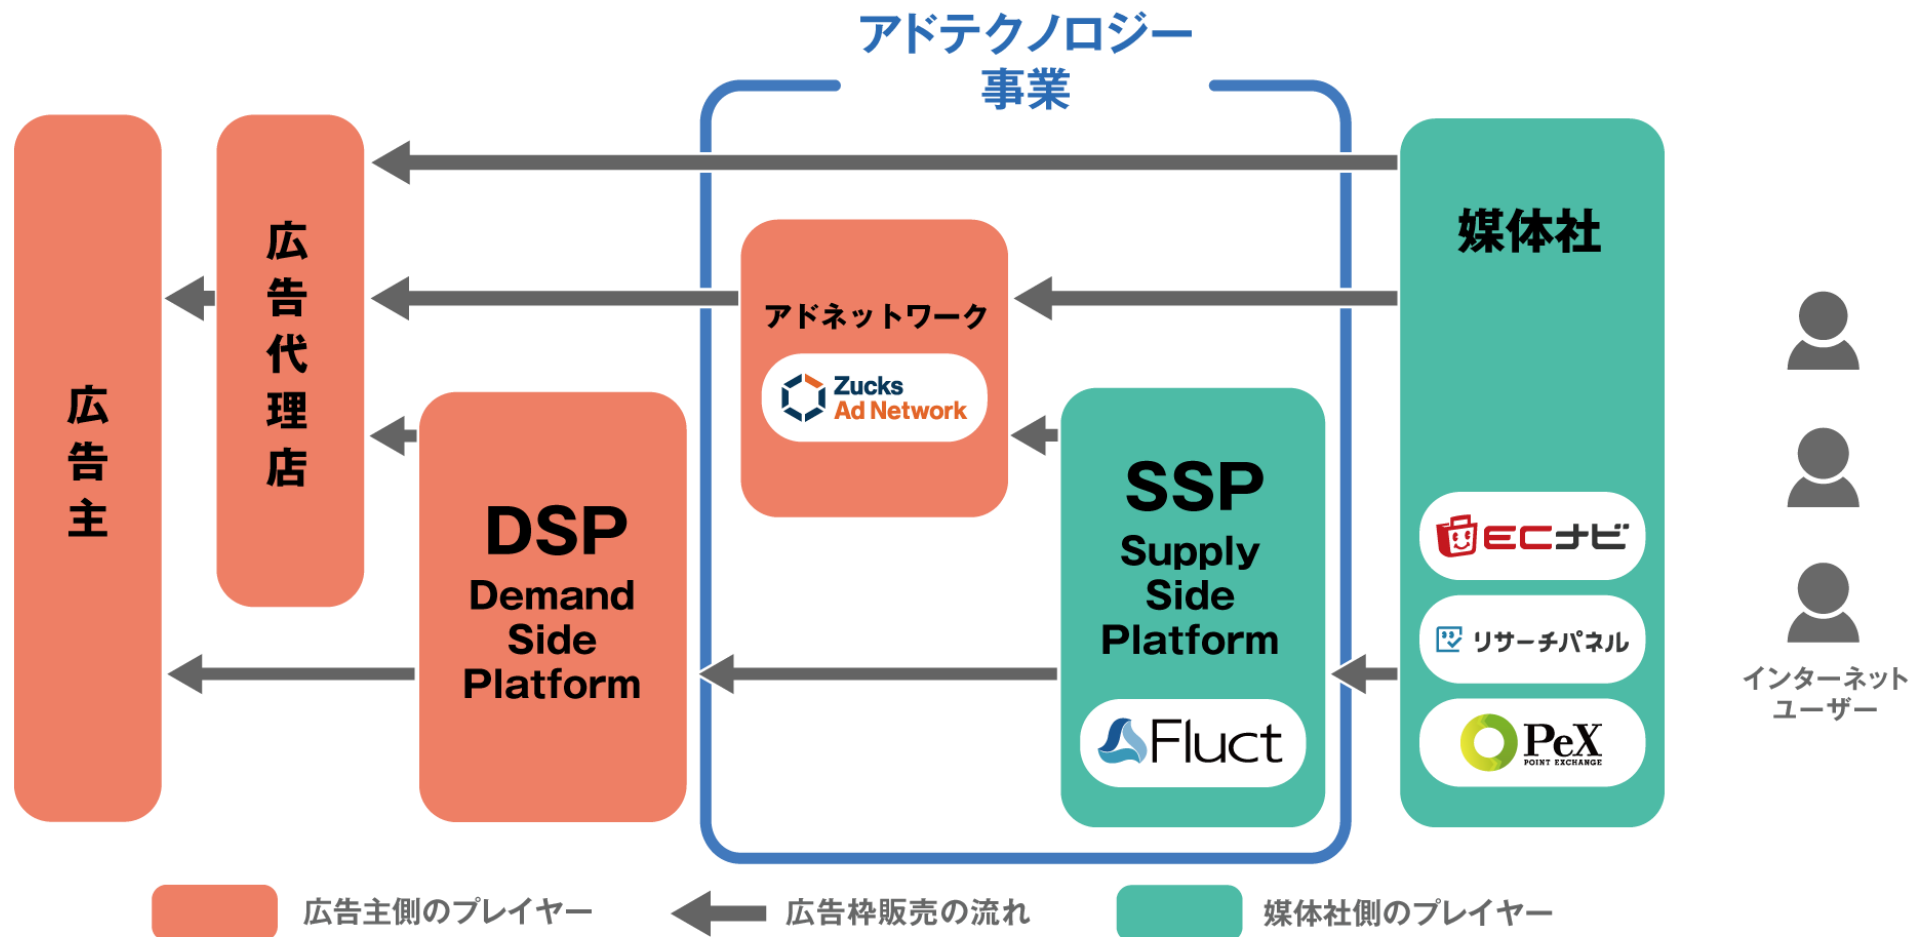 アドテクノロジー
事業
広告主
広告代理店
DSP
Demand
Side
Platform
アドネットワーク
Zucks
Ad Network
SSP
Supply
Side
Platform
Fluct
媒体社
ECナビ
リサーチパネル
PeX
POINT EXCHANGE
インターネット
ユーザー
広告主側のプレイヤー
広告枠販売の流れ
媒体社側のプレイヤー